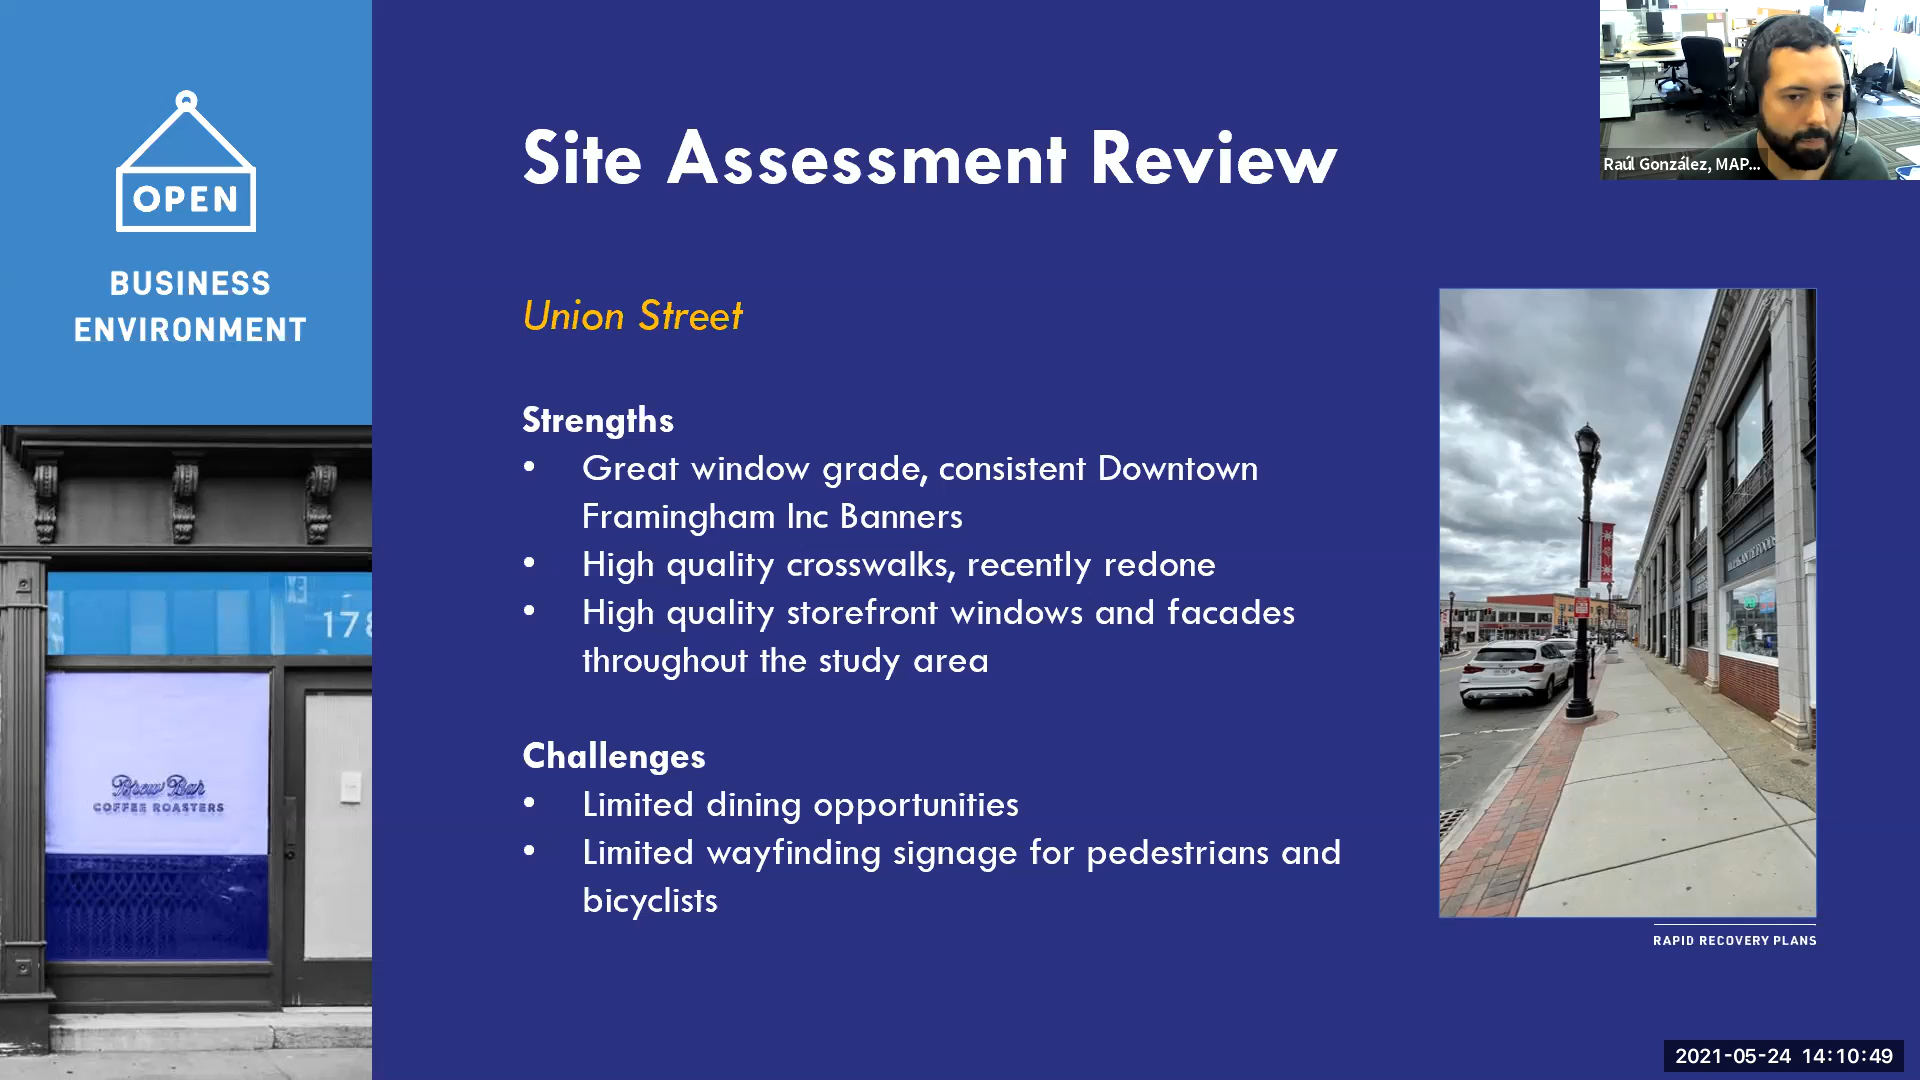 OPEN
BUSINESS
ENVIRONMENT
178
Brew Bar
COFFEE ROASTERS
Site Assessment Review
Raúl González, MAP...
Union Street
Strengths
• Great window grade, consistent Downtown
Framingham Inc Banners
• High quality crosswalks, recently redone
• High quality storefront windows and facades
throughout the study area
Challenges
• Limited dining opportunities
• Limited wayfinding signage for pedestrians and
bicyclists
RAPID RECOVERY PLANS
2021-05-24 14:10:49